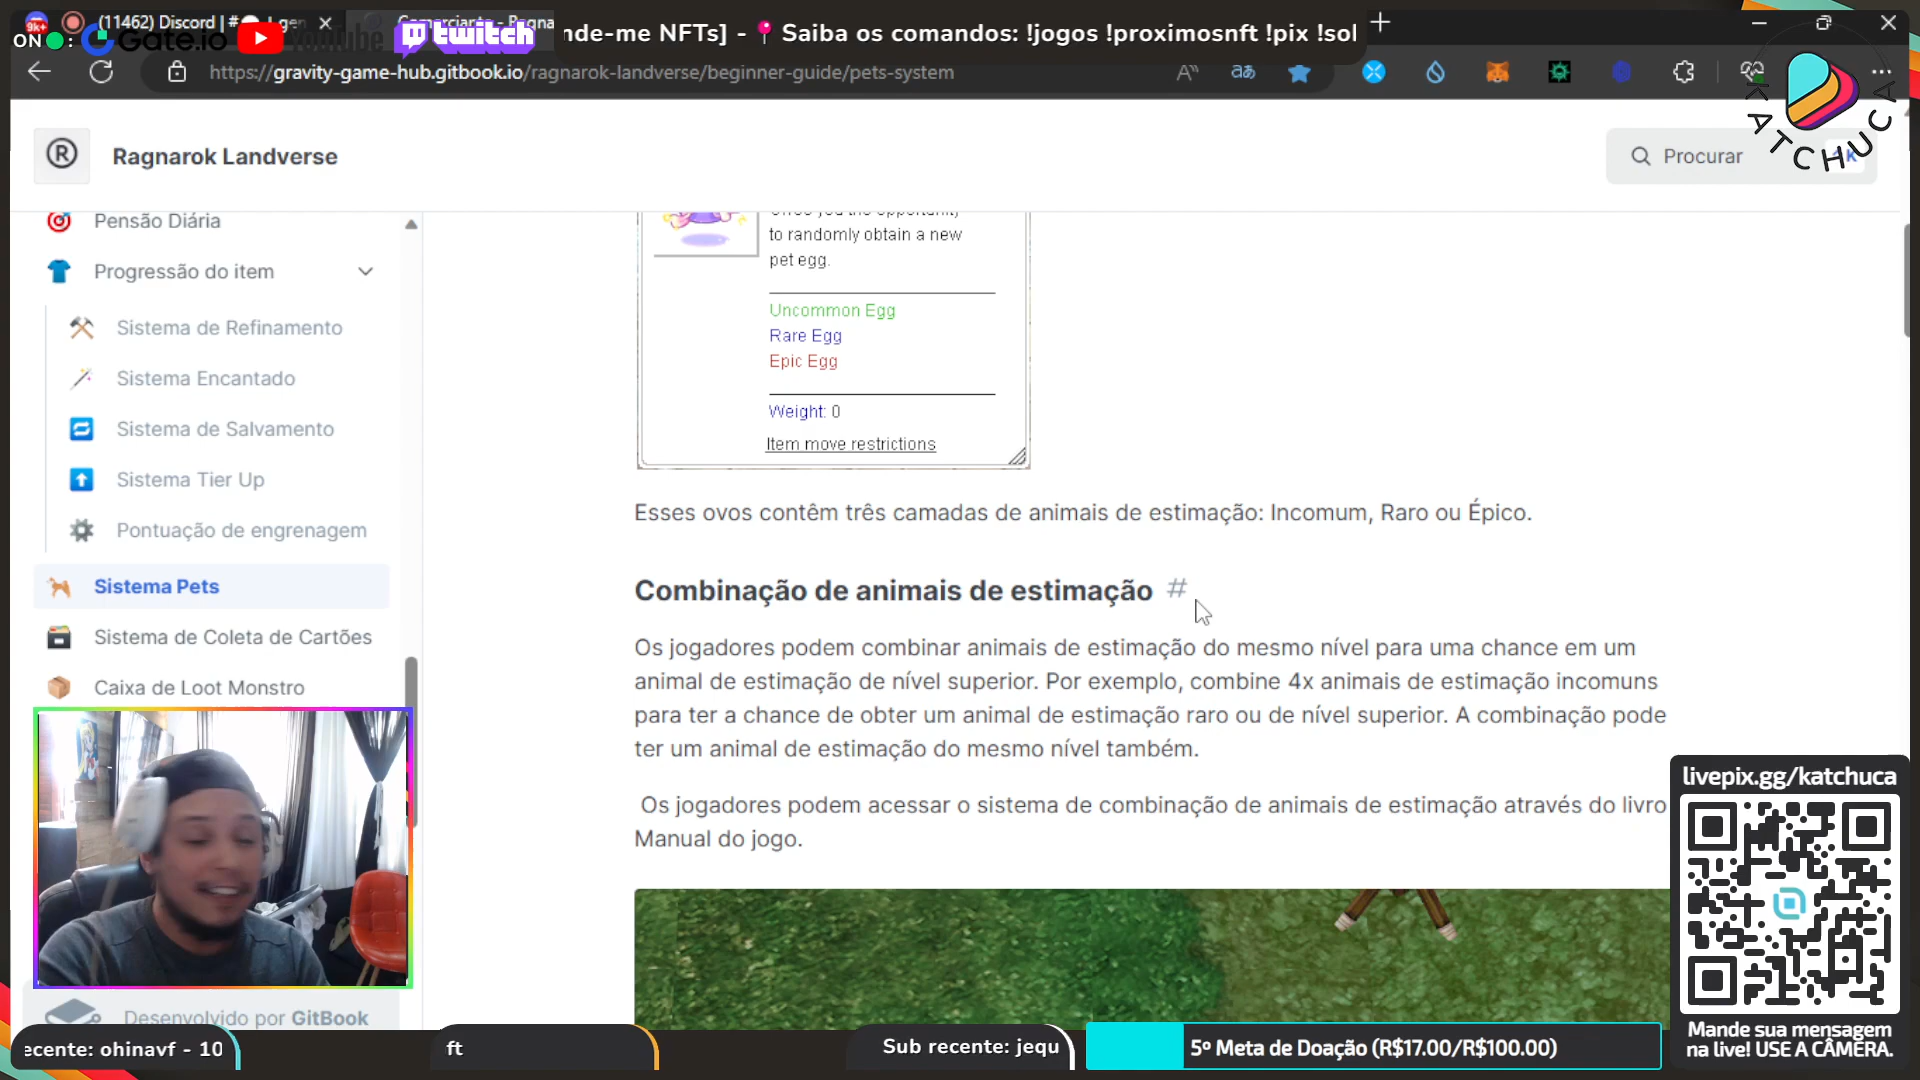 (11462) Discord | #
Comerciante - Ragna
9k+
ON :
Gate.io
YouTube
twitch
nde-me NFTs] - 📍 Saiba os comandos: !jogos !proximosnft !pix !sol
https://gravity-game-hub.gitbook.io/ragnarok-landverse/beginner-guide/pets-system
KATCHUCA
Ragnarok Landverse
Procurar
Pensão Diária
Progressão do item
Sistema de Refinamento
Sistema Encantado
Sistema de Salvamento
Sistema Tier Up
Pontuação de engrenagem
Sistema Pets
Sistema de Coleta de Cartões
Caixa de Loot Monstro
Desenvolvido por GitBook
to randomly obtain a new
pet egg.
Uncommon Egg
Rare Egg
Epic Egg
Weight: 0
Item move restrictions
Esses ovos contêm três camadas de animais de estimação: Incomum, Raro ou Épico.
Combinação de animais de estimação #
Os jogadores podem combinar animais de estimação do mesmo nível para uma chance em um
animal de estimação de nível superior. Por exemplo, combine 4x animais de estimação incomuns
para ter a chance de obter um animal de estimação raro ou de nível superior. A combinação pode
ter um animal de estimação do mesmo nível também.
Os jogadores podem acessar o sistema de combinação de animais de estimação através do livro
Manual do jogo.
livepix.gg/katchuca
Mande sua mensagem
na live! USE A CÂMERA.
ecente: ohinavf - 10
ft
Sub recente: jequ
5º Meta de Doação (R$17.00/R$100.00)